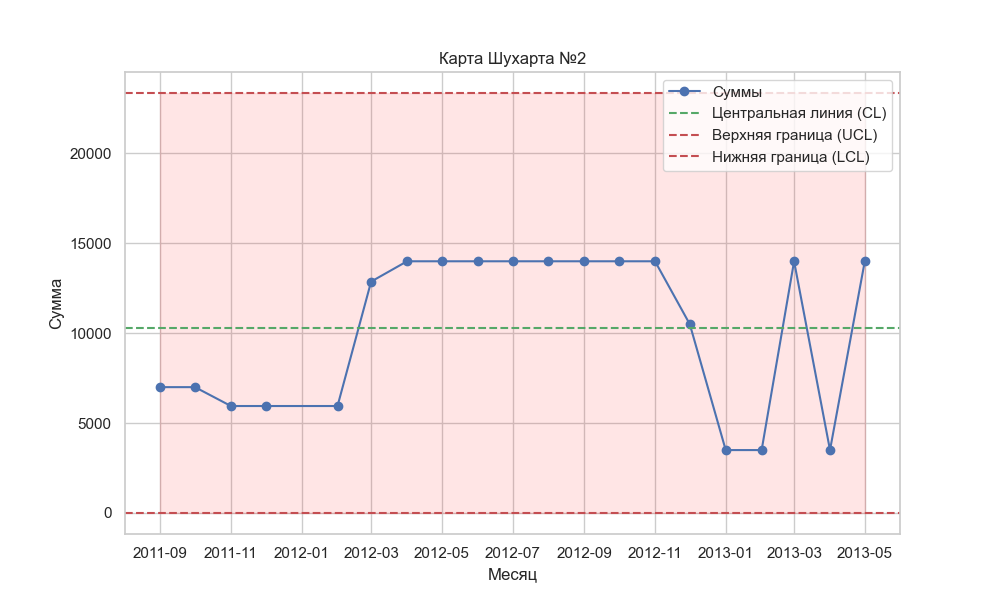 Карта Шухарта №2
Суммы
Центральная линия (CL)
Верхняя граница (UCL)
Нижняя граница (LCL)
20000
15000
10000
5000
0
Сумма
2011-09 2011-11 2012-01 2012-03 2012-05 2012-07 2012-09 2012-11 2013-01 2013-03 2013-05
Месяц